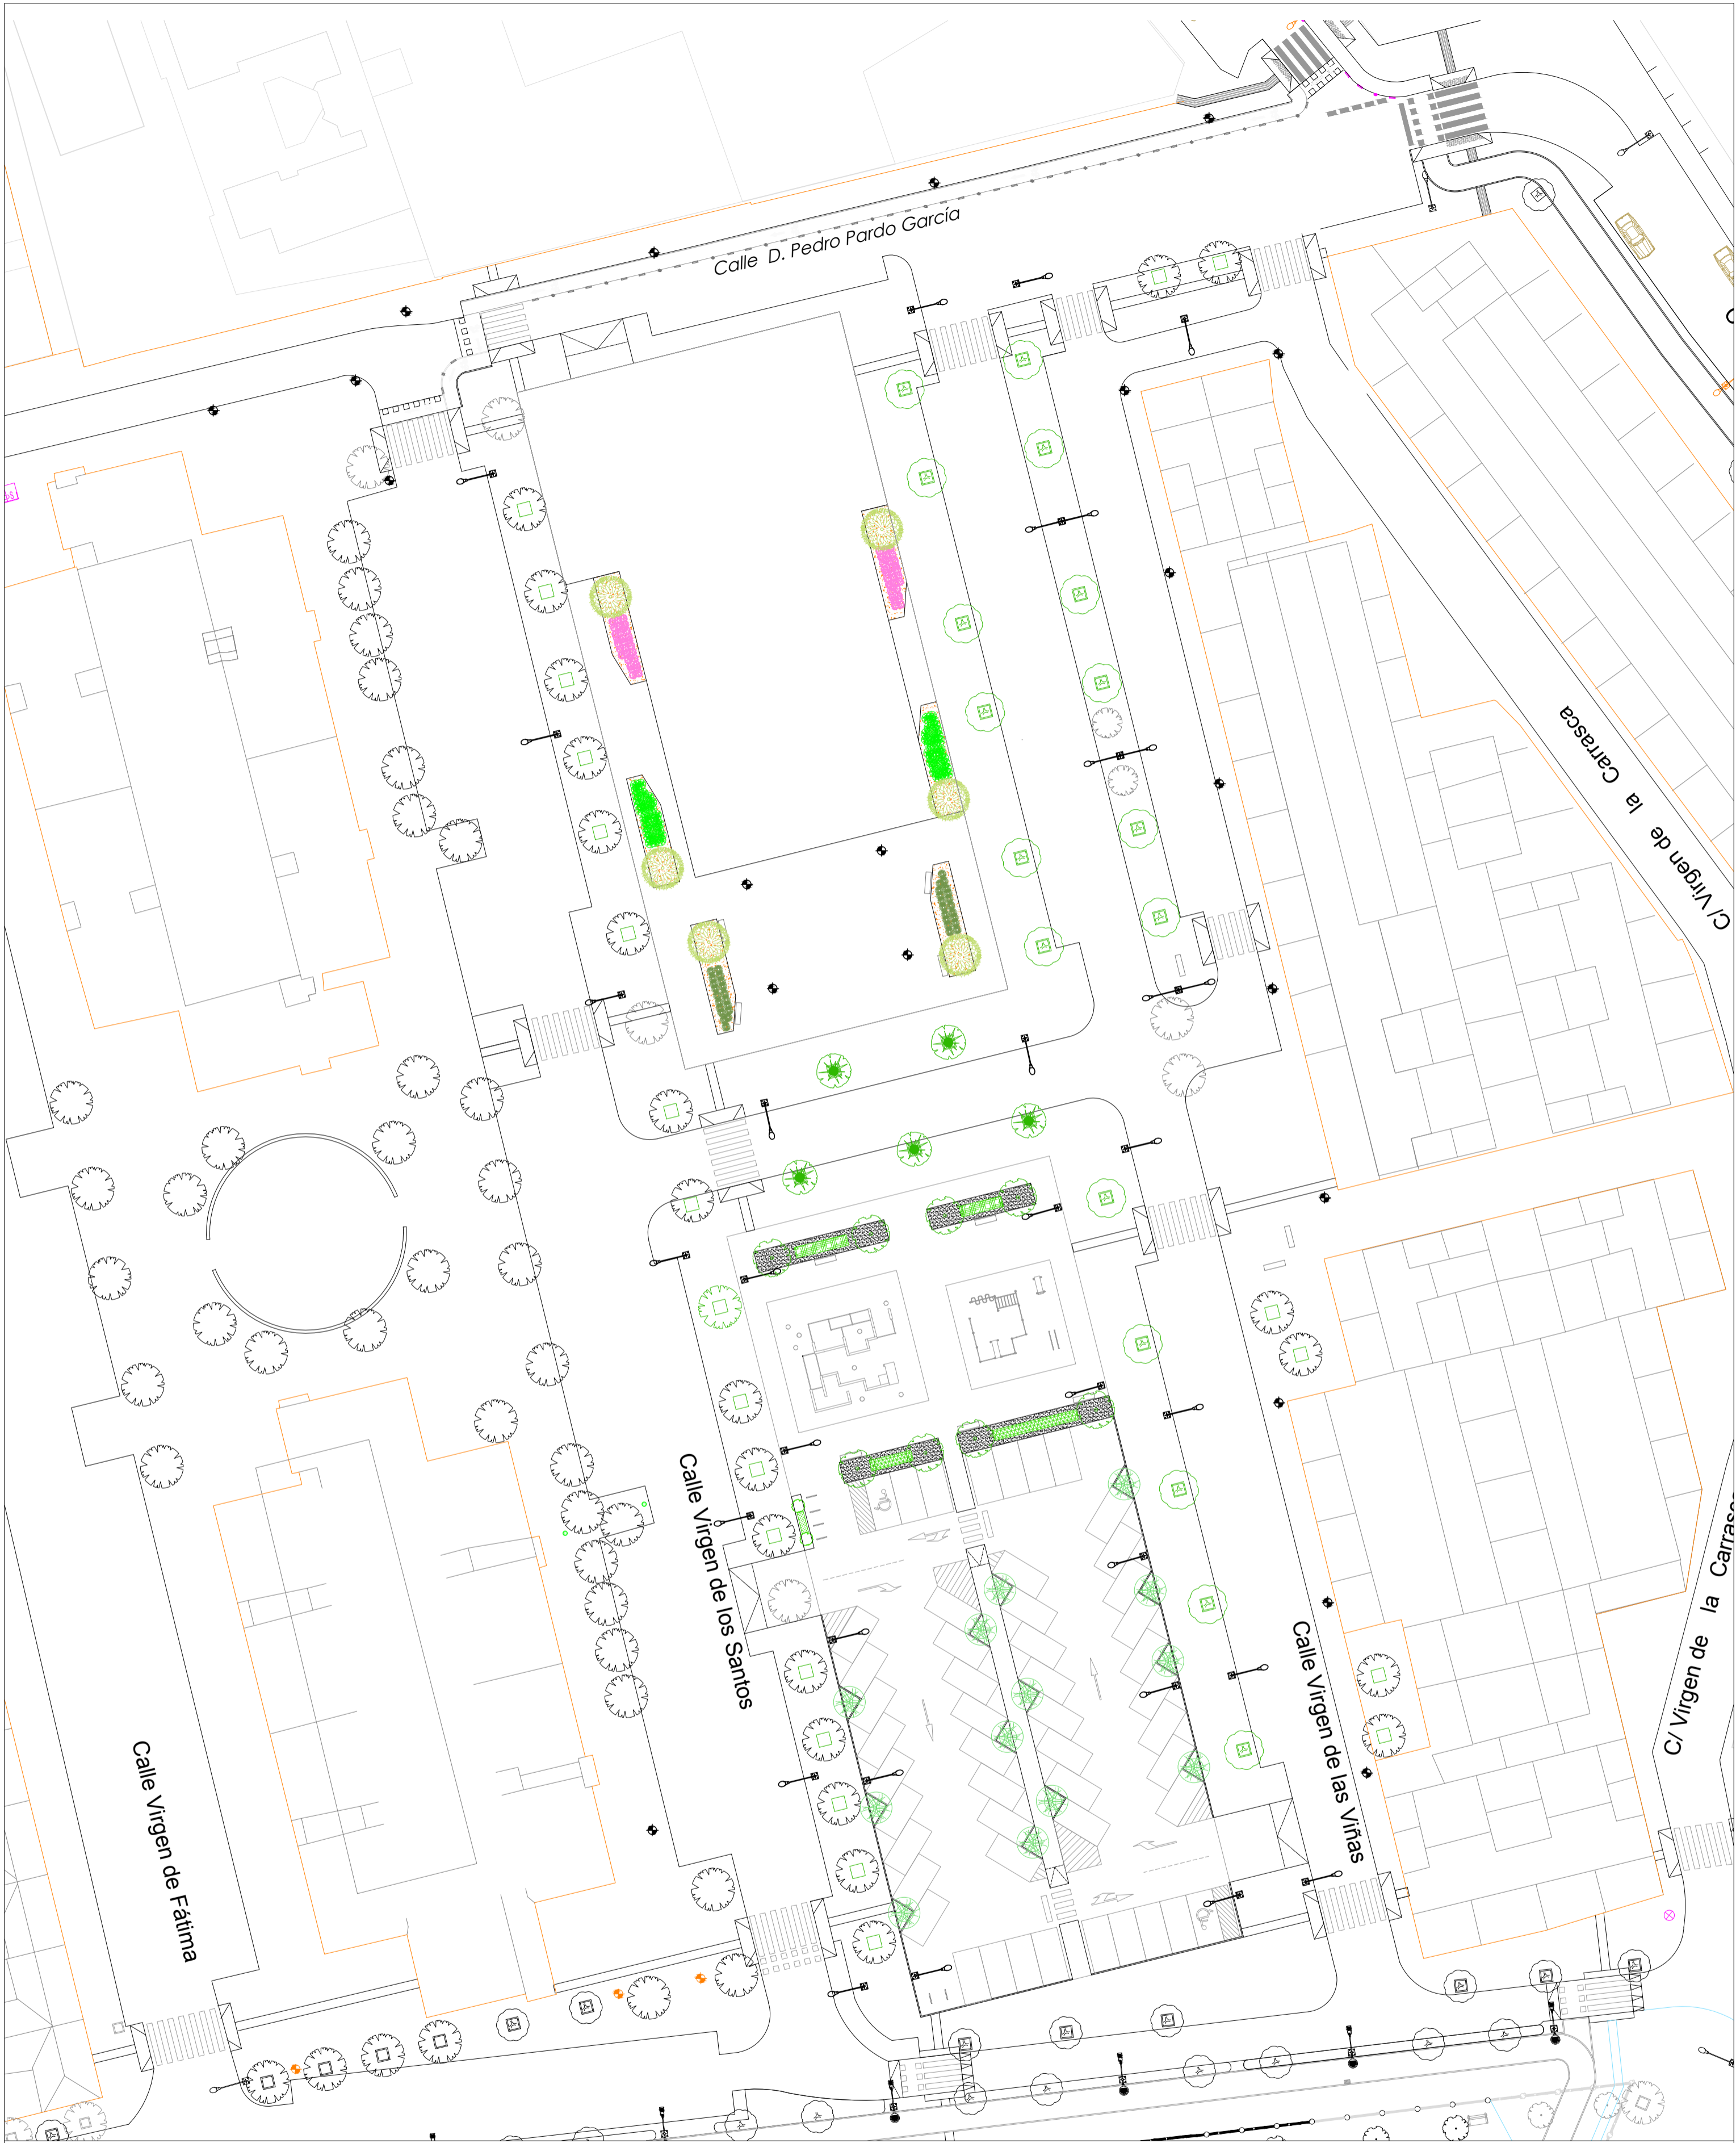 Calle D. Pedro Pardo García
C/ Virgen de la Carrasca
Calle Virgen de los Santos
Calle Virgen de las Viñas
C/ Virgen de la Carrasca
Calle Virgen de Fátima